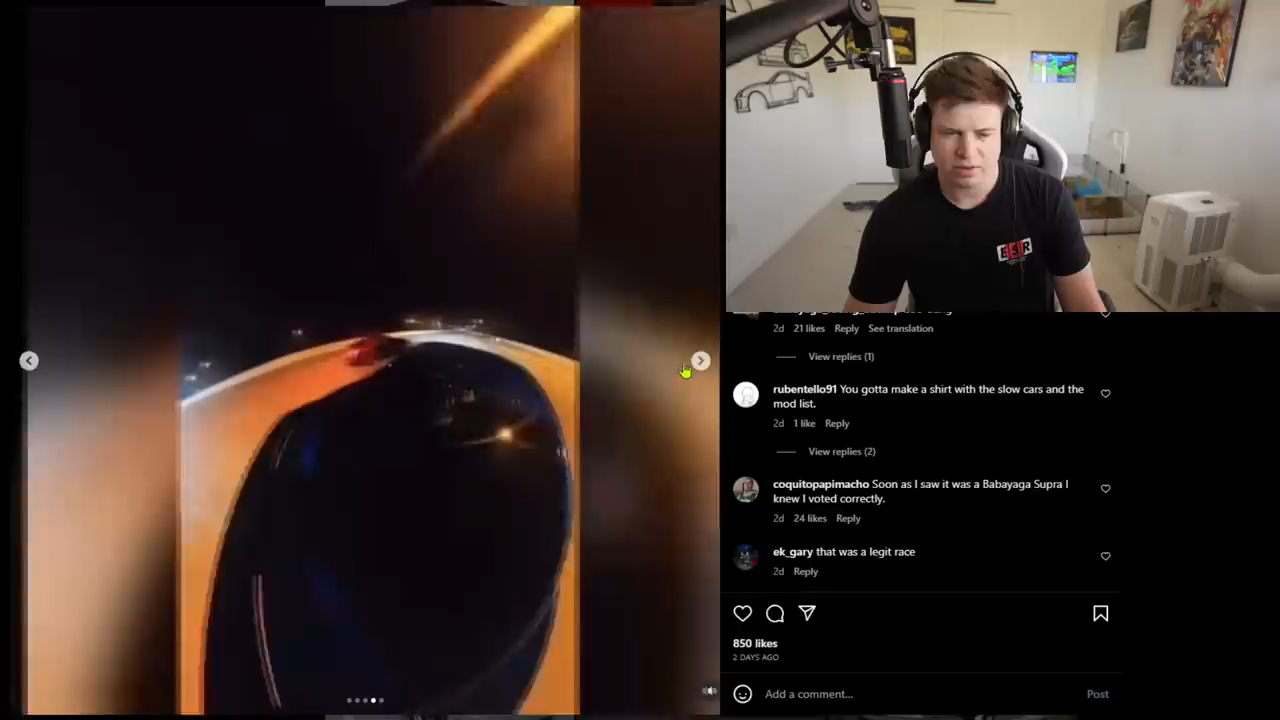 2d 21 likes Reply See translation
View replies (1)
rubentello91 You gotta make a shirt with the slow cars and the
mod list.
2d 1 like Reply
View replies (2)
coquitopapimacho Soon as I saw it was a Babayaga Supra I
knew I voted correctly.
2d 24 likes Reply
ek_gary that was a legit race
2d Reply
850 likes
2 DAYS AGO
Add a comment...
Post